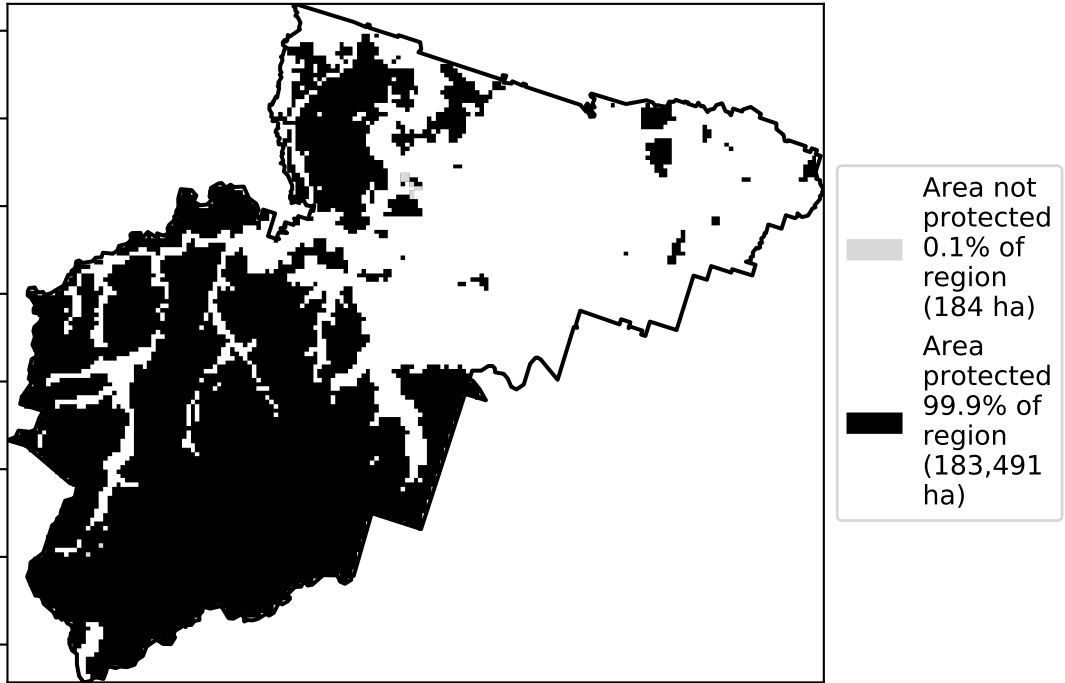 Area not
protected
0.1% of
region
(184 ha)
Area
protected
99.9% of
region
(183,491
ha)